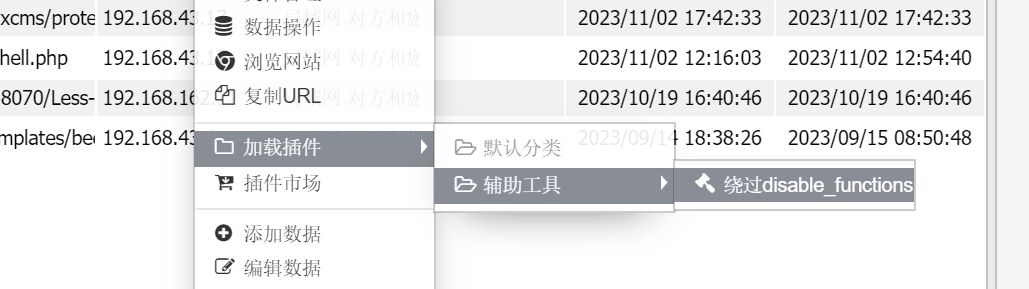 xcms/prote 192.168.43.17 2023/11/02 17:42:33 2023/11/02 17:42:33
数据操作
hell.php 192.168.43.1 2023/11/02 12:16:03 2023/11/02 12:54:40
浏览网站
8070/Less- 192.168.162. 2023/10/19 16:40:46 2023/10/19 16:40:46
复制URL
mplates/bee 192.168.43. 2023/09/14 18:38:26 2023/09/15 08:50:48
加载插件
默认分类
插件市场
辅助工具
绕过disable_functions
添加数据
编辑数据